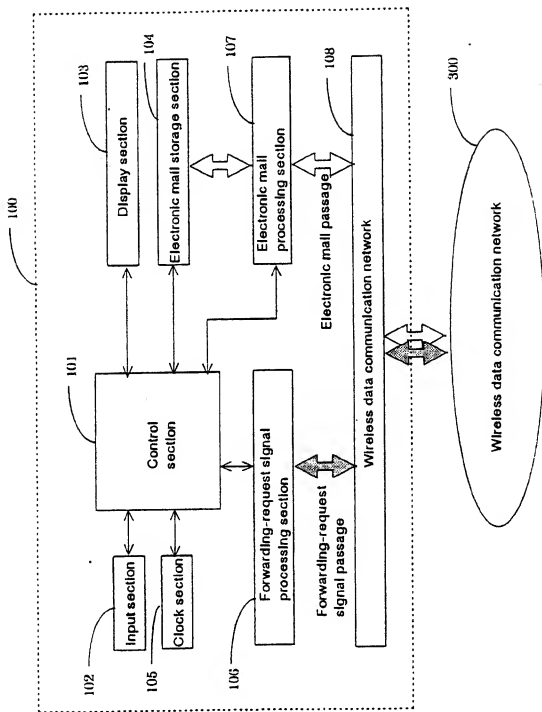 100
101
Control
section
102
Input section
105
Clock section
103
Display section
104
Electronic mail storage section
107
Electronic mail
processing section
106
Forwarding-request signal
processing section
Forwarding-request
signal passage
Electronic mail passage
108
Wireless data communication network
300
Wireless data communication network